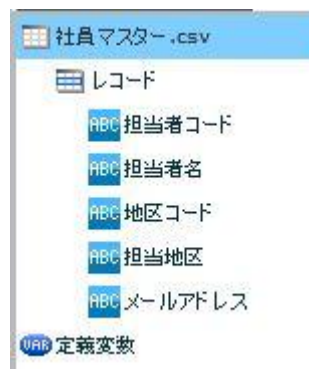 社員マスター.csv
レコード
ABC 担当者コード
ABC 担当者名
ABC 地区コード
ABC 担当地区
ABC メールアドレス
VAR 定義変数